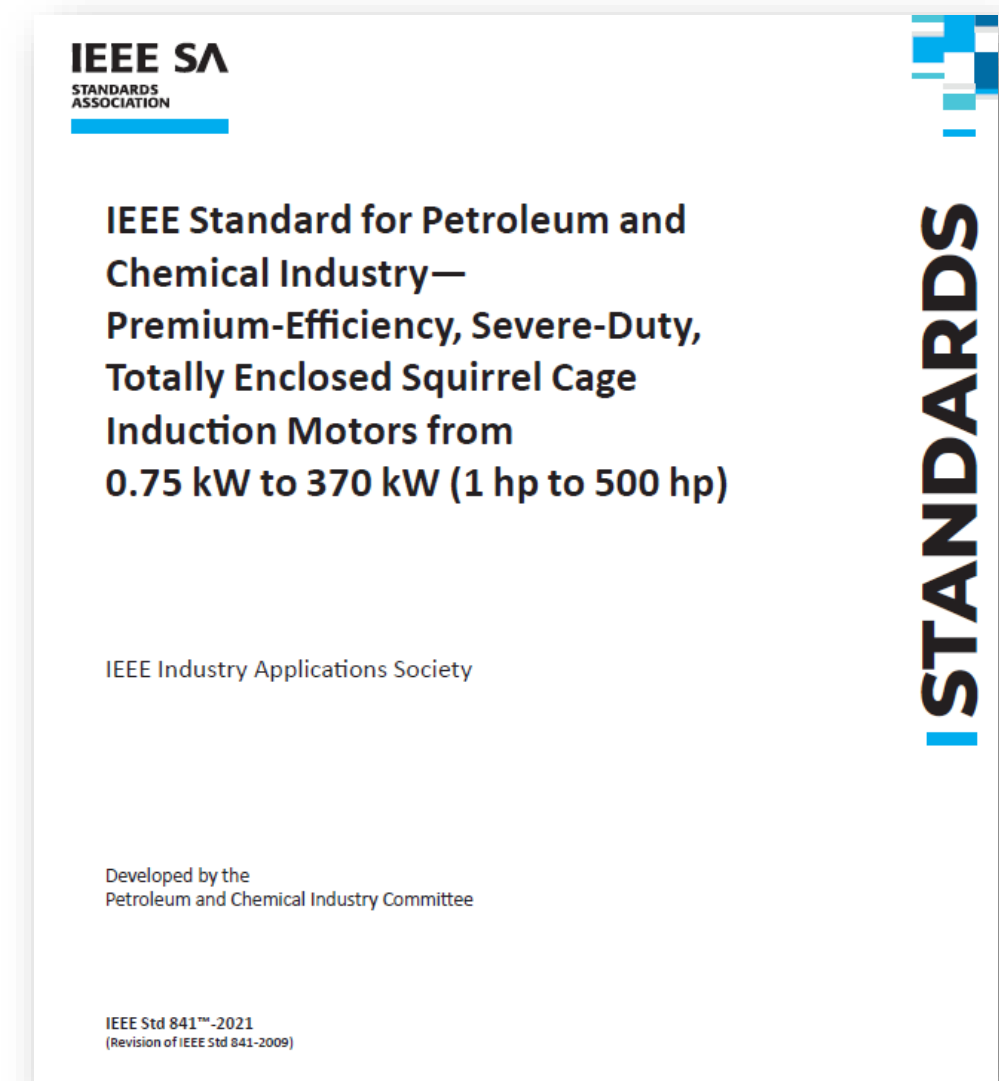 IEEE SA
STANDARDS
ASSOCIATION
IEEE Standard for Petroleum and
Chemical Industry—
Premium-Efficiency, Severe-Duty,
Totally Enclosed Squirrel Cage
Induction Motors from
0.75 kW to 370 kW (1 hp to 500 hp)
STANDARDS
IEEE Industry Applications Society
Developed by the
Petroleum and Chemical Industry Committee
IEEE Std 841™-2021
(Revision of IEEE Std 841-2009)